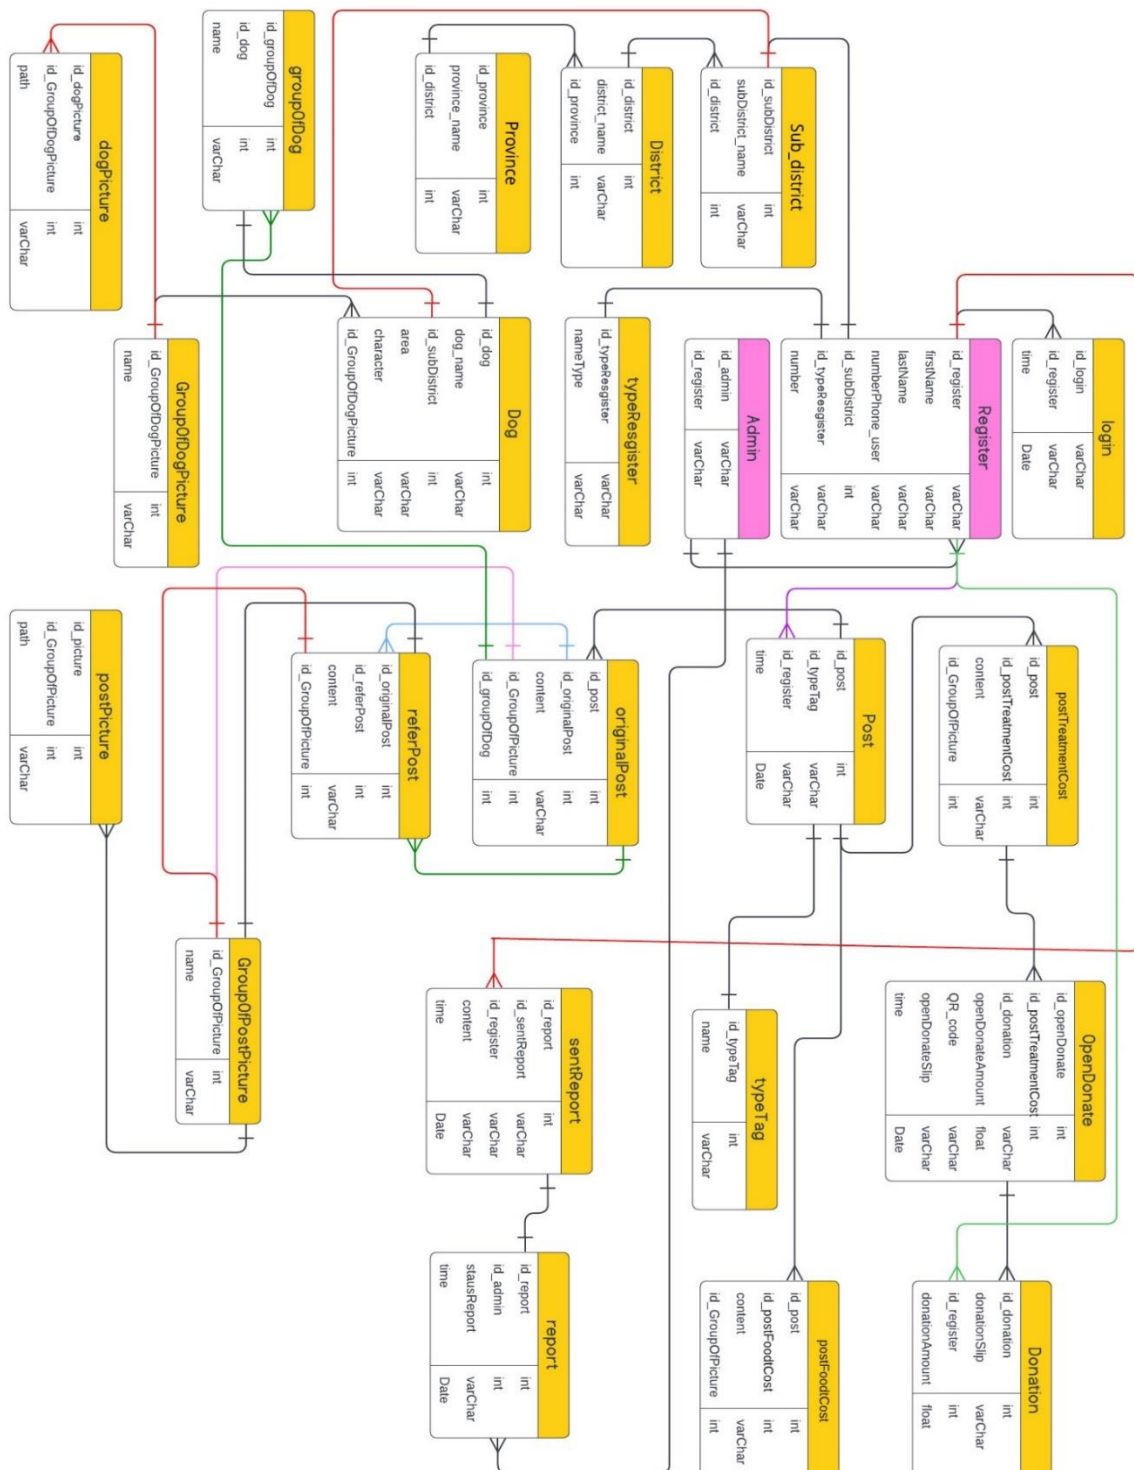 login
id_login varChar
id_register varChar
time Date
postTreatmentCost
id_post int
id_postTreatmentCost int
content varChar
id_GroupOfPicture int
OpenDonate
id_openDonate int
id_postTreatmentCost int
id_donation varChar
openDonateAmount float
QR_code varChar
openDonateSlip varChar
time Date
Donation
id_donation int
donationSlip varChar
id_register int
donationAmount float
Register
id_register varChar
firstName varChar
lastName varChar
numberPhone_user varChar
id_subDistrict int
id_typeResgister varChar
number varChar
Sub_district
id_subDistrict int
subDistrict_name varChar
id_district int
Admin
id_admin varChar
id_register varChar
Post
id_post int
id_typeTag varChar
id_register varChar
time Date
typeTag
id_typeTag int
name varChar
postFoodtCost
id_post int
id_postFoodtCost int
content varChar
id_GroupOfPicture int
District
id_district int
district_name varChar
id_province int
typeResgister
id_typeResgister varChar
nameType varChar
Province
id_province int
province_name varChar
id_district int
Dog
id_dog int
dog_name varChar
id_subDistrict int
area varChar
character varChar
id_GroupOfDogPicture int
originalPost
id_post int
id_originalPost int
content varChar
id_GroupOfPicture int
id_groupOfDog int
sentReport
id_report int
id_sentReport varChar
id_register varChar
content varChar
time Date
report
id_report int
id_admin int
stausReport varChar
time Date
groupOfDog
id_groupOfDog int
id_dog int
name varChar
referPost
id_originalPost int
id_referPost int
content varChar
id_GroupOfPicture int
GroupOfPostPicture
id_GroupOfPicture int
name varChar
dogPicture
id_dogPicture int
id_GroupOfDogPicture int
path varChar
GroupOfDogPicture
id_GroupOfDogPicture int
name varChar
postPicture
id_picture int
id_GroupOfPicture int
path varChar